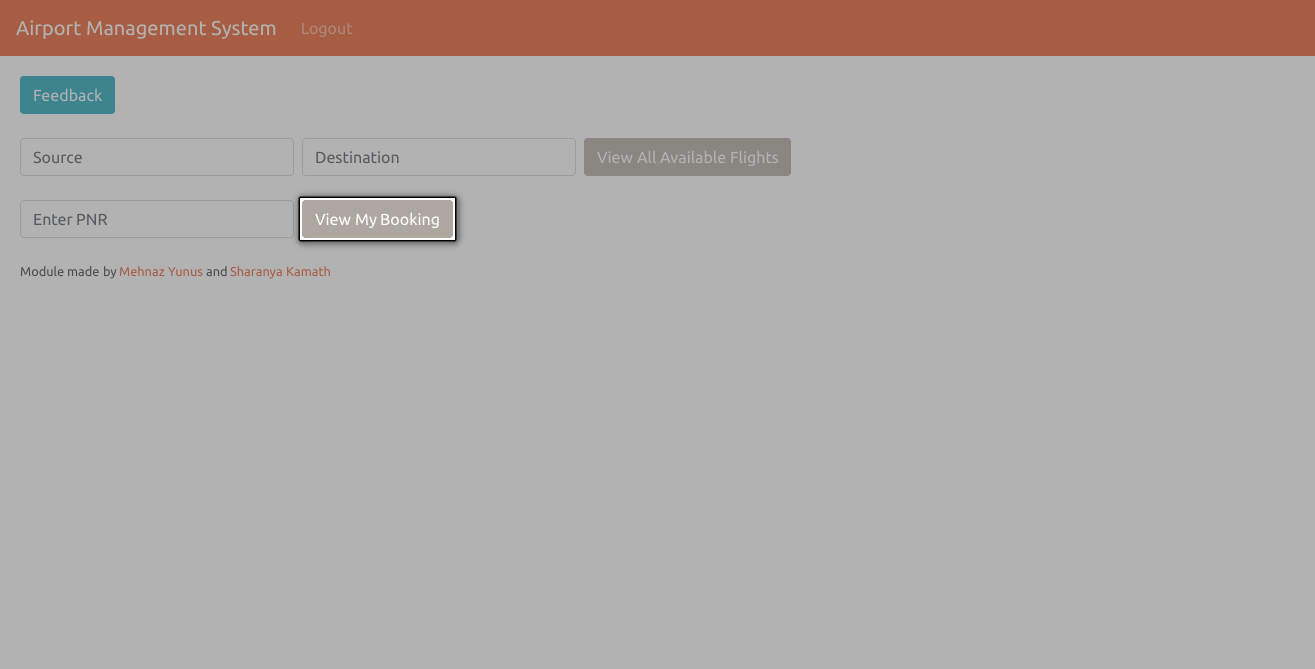 Airport Management System Logout
Feedback
Source Destination View All Available Flights
Enter PNR View My Booking
Module made by Mehnaz Yunus and Sharanya Kamath